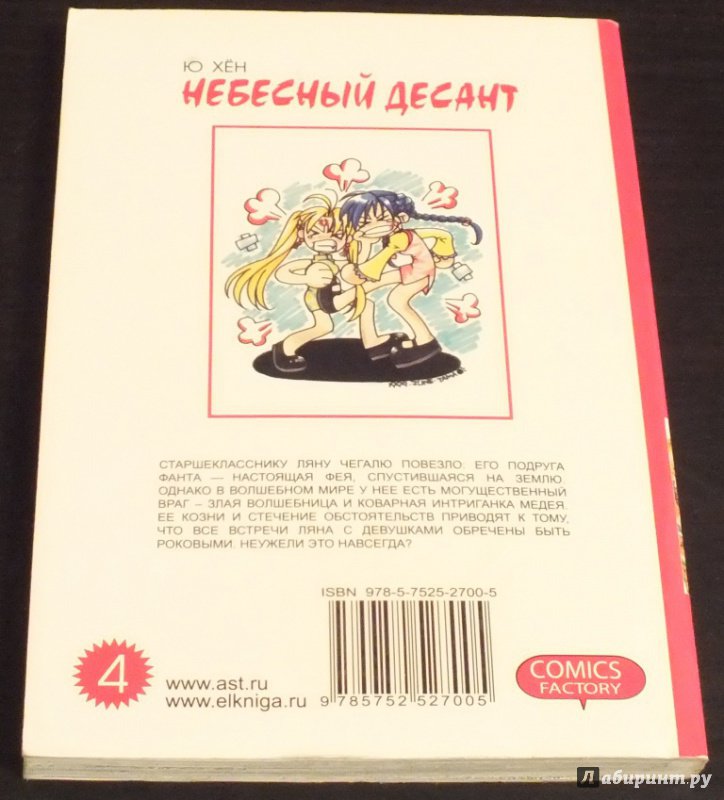 Ю ХЁН
НЕБЕСНЫЙ ДЕСАНТ
СТАРШЕКЛАССНИКУ ЛЯНУ ЧЕГАЛЮ ПОВЕЗЛО: ЕГО ПОДРУГА
ФАНТА — НАСТОЯЩАЯ ФЕЯ, СПУСТИВШАЯСЯ НА ЗЕМЛЮ.
ОДНАКО В ВОЛШЕБНОМ МИРЕ У НЕЕ ЕСТЬ МОГУЩЕСТВЕННЫЙ
ВРАГ – ЗЛАЯ ВОЛШЕБНИЦА И КОВАРНАЯ ИНТРИГАНКА МЕДЕЯ.
ЕЕ КОЗНИ И СТЕЧЕНИЕ ОБСТОЯТЕЛЬСТВ ПРИВОДЯТ К ТОМУ,
ЧТО ВСЕ ВСТРЕЧИ ЛЯНА С ДЕВУШКАМИ ОБРЕЧЕНЫ БЫТЬ
РОКОВЫМИ. НЕУЖЕЛИ ЭТО НАВСЕГДА?
ISBN 978-5-7525-2700-5
4
www.ast.ru
www.elkniga.ru
9 785752 527005
COMICS
FACTORY
Лабиринт.ру